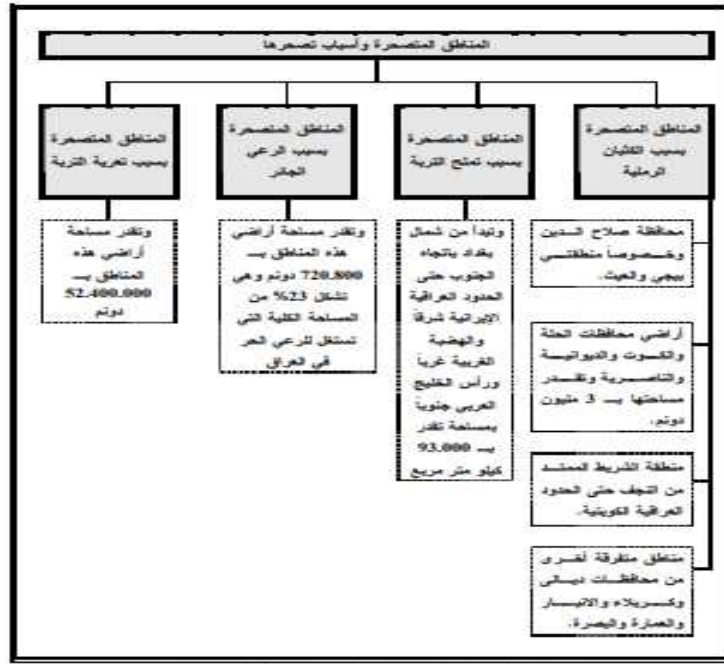 المناطق المتصحرة وأسباب تصحرها
المناطق المتصحرة
بسبب الكثبان
الرملية
محافظة صلاح الدين
وخصوصاً منطقتي
بيجي والعيث.
أراضي محافظات الحلة
والكوت والديوانية
والناصرية وتقدر
مساحتها بـ 3 مليون
دونم.
منطقة الشريط الممتد
من النجف حتى الحدود
العراقية الكويتية.
مناطق متفرقة أخرى
من محافظات ديالى
وكربلاء والانبار
والعمارة والبصرة.
المناطق المتصحرة
بسبب تملح التربة
وتبدأ من شمال
بغداد باتجاه
الجنوب حتى
الحدود العراقية
الايرانية شرقاً
والهضبة
الغربية غرباً
ورأس الخليج
العربي جنوباً
بمساحة تقدر
بـ 93.000
كيلو متر مربع
المناطق المتصحرة
بسبب الرعي
الجائر
وتقدر مساحة أراضي
هذه المناطق بـ
720.800 دونم وهي
تشكل 23% من
المساحة الكلية التي
تستغل للرعي الحر
في العراق
المناطق المتصحرة
بسبب تعرية التربة
وتقدر مساحة
أراضي هذه
المناطق بـ
52.400.000
دونم